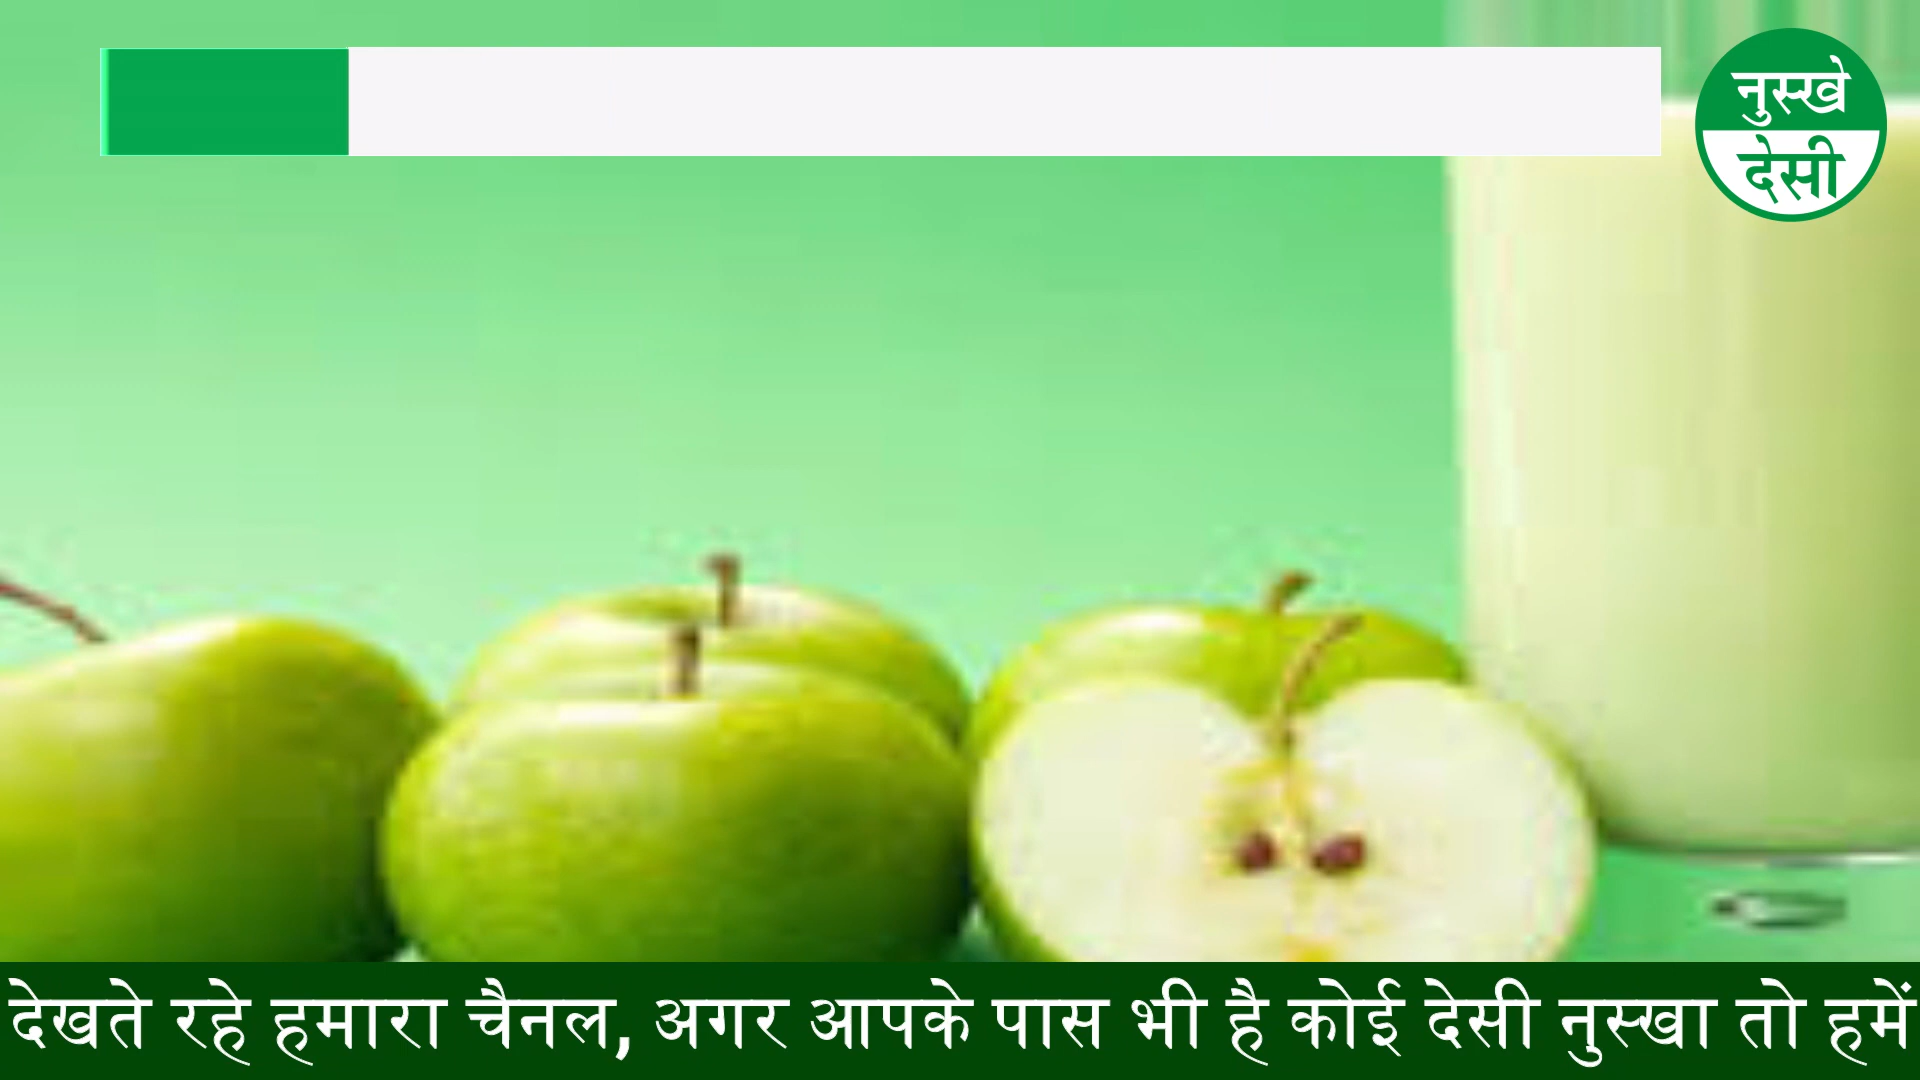 नुस्खे
देसी
देखते रहे हमारा चैनल, अगर आपके पास भी है कोई देसी नुस्खा तो हमें